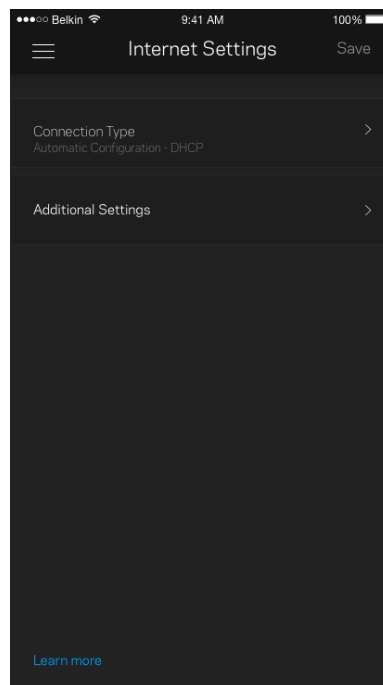 Belkin 9:41 AM 100%
Internet Settings Save
Connection Type
Automatic Configuration - DHCP
Additional Settings
Learn more